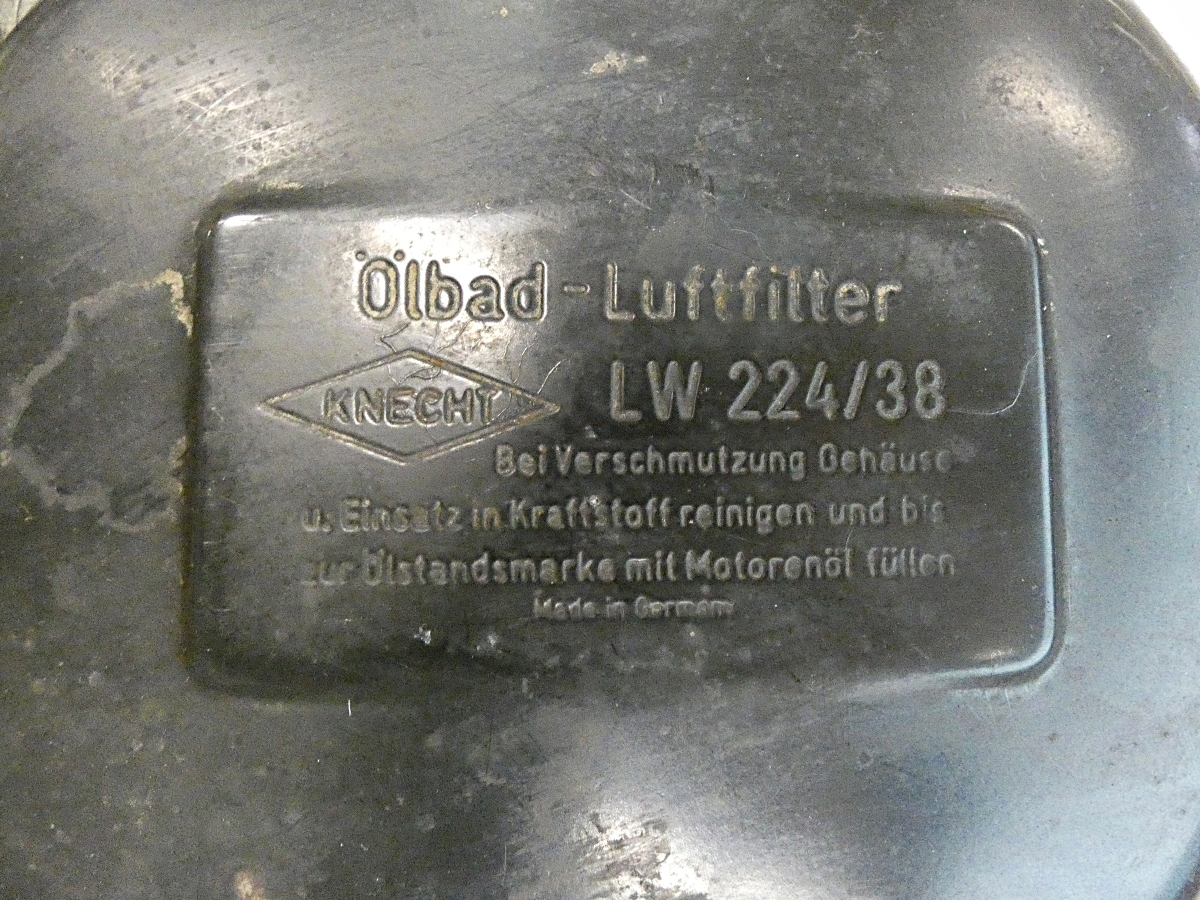 Ölbad - Luftfilter
KNECHT LW 224/38
Bei Verschmutzung Gehäuse
u. Einsatz in Kraftstoff reinigen und bis
zur Ölstandsmarke mit Motorenöl füllen
Made in Germany